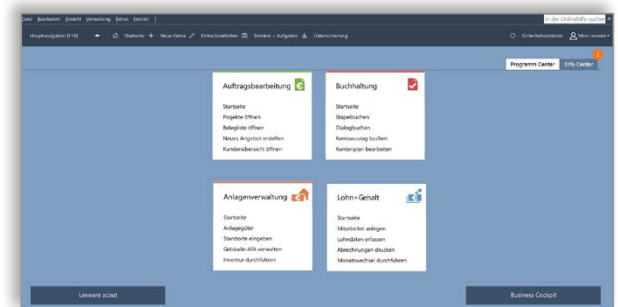 Datei Bearbeiten Ansicht Verwaltung Extras Fenster ?
In der Onlinehilfe suchen
Hauptnavigation (F10) Startseite Neue Firma Firma bearbeiten Termine + Aufgaben Datensicherung
Sicherheitszentrale Mein Lexware
Programm Center Info Center
Auftragsbearbeitung
Startseite
Projekte öffnen
Belegliste öffnen
Neues Angebot erstellen
Kundenübersicht öffnen
Buchhaltung
Startseite
Stapelbuchen
Dialogbuchen
Kontoauszug buchen
Kontenplan bearbeiten
Anlagenverwaltung
Startseite
Anlagegüter
Standorte eingeben
Gebäude-AfA verwalten
Inventur durchführen
Lohn+Gehalt
Startseite
Mitarbeiter anlegen
Lohndaten erfassen
Abrechnungen drucken
Monatswechsel durchführen
Lexware scout
Business Cockpit